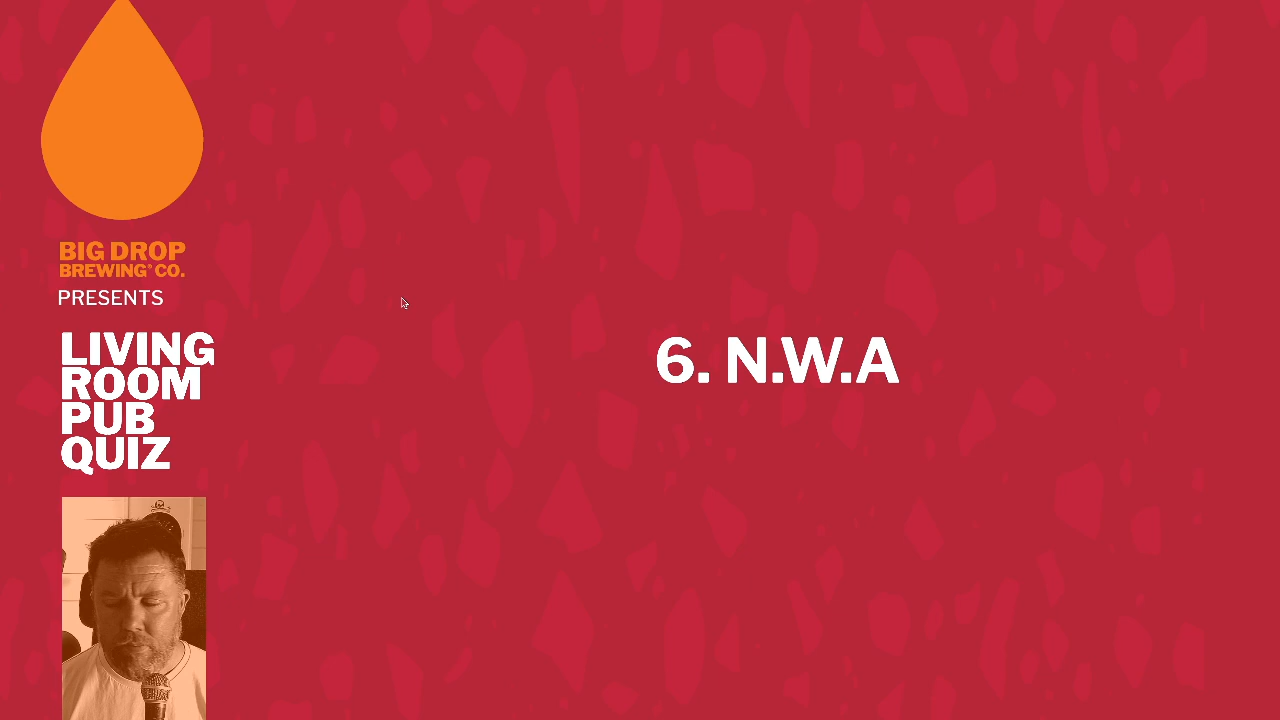 BIG DROP
BREWING® CO.
PRESENTS
LIVING
ROOM
PUB
QUIZ
6. N.W.A